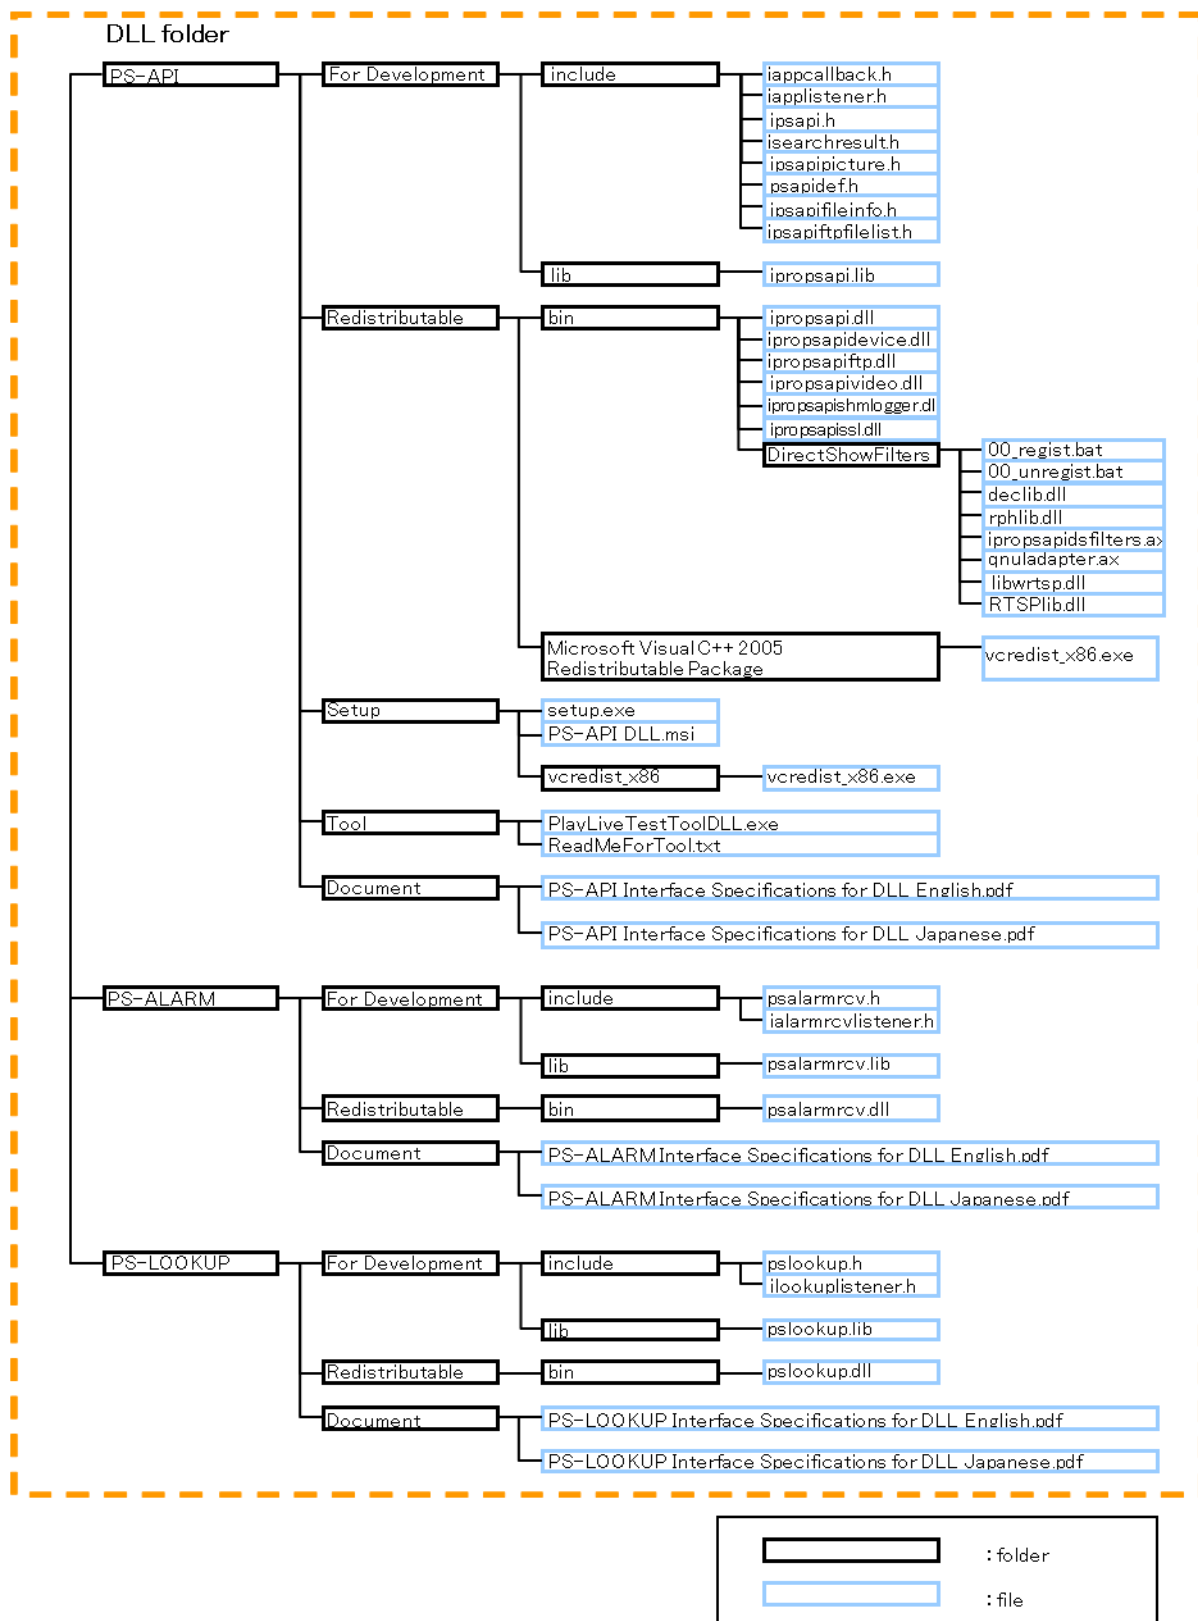 DLL folder
PS-API
For Development
include
iappcallback.h
iapplistener.h
ipsapi.h
isearchresult.h
ipsapipicture.h
psapidef.h
ipsapifileinfo.h
ipsapiftpfilelist.h
lib
ipropsapi.lib
Redistributable
bin
ipropsapi.dll
ipropsapidevice.dll
ipropsapiftp.dll
ipropsapivideo.dll
ipropsapishmlogger.dl
ipropsapissl.dll
DirectShowFilters
00_regist.bat
00_unregist.bat
declib.dll
rphlib.dll
ipropsapidsfilters.ax
qnuladapter.ax
libwrtsp.dll
RTSPlib.dll
Microsoft Visual C++ 2005
Redistributable Package
vcredist_x86.exe
Setup
setup.exe
PS-API DLL.msi
vcredist_x86
vcredist_x86.exe
Tool
PlayLiveTestToolDLL.exe
ReadMeForTool.txt
Document
PS-API Interface Specifications for DLL English.pdf
PS-API Interface Specifications for DLL Japanese.pdf
PS-ALARM
For Development
include
psalarmrcv.h
ialarmrcvlistener.h
lib
psalarmrcv.lib
Redistributable
bin
psalarmrcv.dll
Document
PS-ALARM Interface Specifications for DLL English.pdf
PS-ALARM Interface Specifications for DLL Japanese.pdf
PS-LOOKUP
For Development
include
pslookup.h
ilookuplistener.h
lib
pslookup.lib
Redistributable
bin
pslookup.dll
Document
PS-LOOKUP Interface Specifications for DLL English.pdf
PS-LOOKUP Interface Specifications for DLL Japanese.pdf
: folder
: file